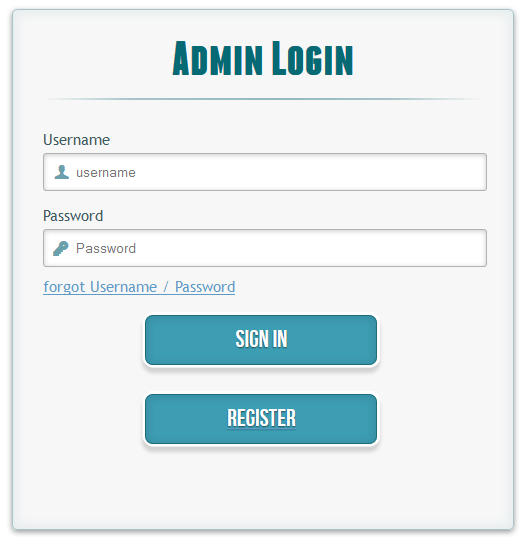 Admin Login
Username
username
Password
Password
forgot Username / Password
SIGN IN
REGISTER